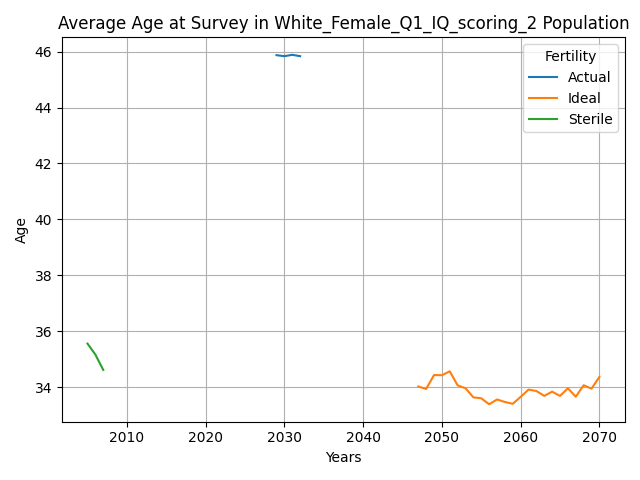 Average Age at Survey in White_Female_Q1_IQ_scoring_2 Population
Fertility
Actual
Ideal
Sterile
Age
46
44
42
40
38
36
34
2010 2020 2030 2040 2050 2060 2070
Years